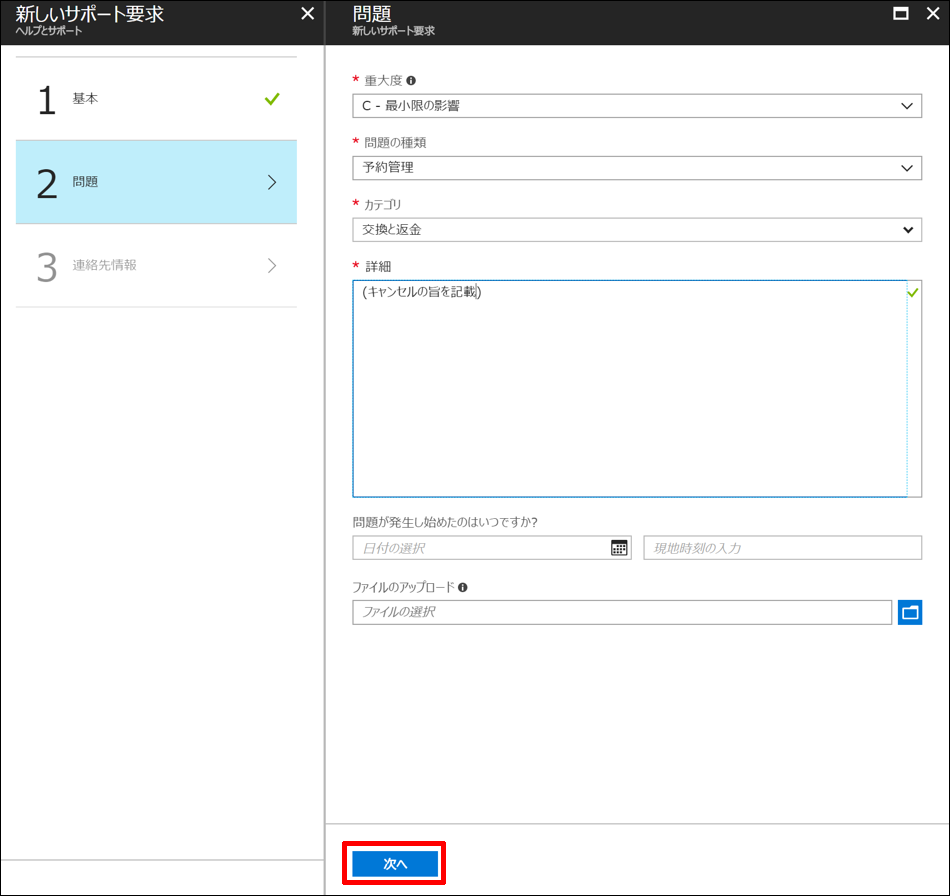 新しいサポート要求
ヘルプとサポート
1 基本
2 問題
3 連絡先情報
問題
新しいサポート要求
* 重大度
C - 最小限の影響
* 問題の種類
予約管理
* カテゴリ
交換と返金
* 詳細
(キャンセルの旨を記載)
問題が発生し始めたのはいつですか?
日付の選択 現地時刻の入力
ファイルのアップロード
ファイルの選択
次へ